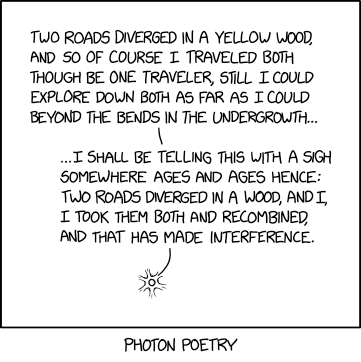 TWO ROADS DIVERGED IN A YELLOW WOOD,
AND SO OF COURSE I TRAVELED BOTH
THOUGH BE ONE TRAVELER, STILL I COULD
EXPLORE DOWN BOTH AS FAR AS I COULD
BEYOND THE BENDS IN THE UNDERGROWTH...
...I SHALL BE TELLING THIS WITH A SIGH
SOMEWHERE AGES AND AGES HENCE:
TWO ROADS DIVERGED IN A WOOD, AND I,
I TOOK THEM BOTH AND RECOMBINED,
AND THAT HAS MADE INTERFERENCE.
PHOTON POETRY